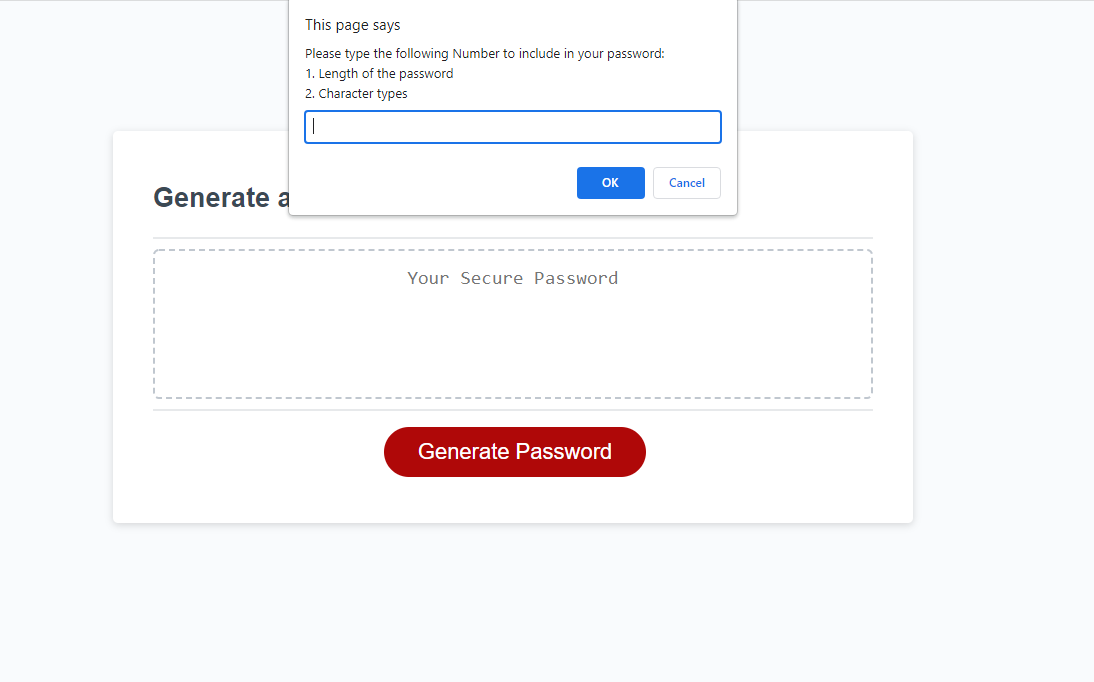 This page says
Please type the following Number to include in your password:
1. Length of the password
2. Character types
OK
Cancel
Generate a
Your Secure Password
Generate Password